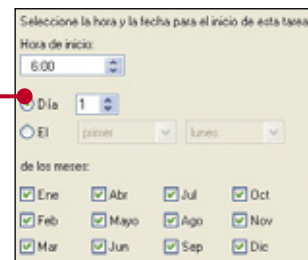 Seleccione la hora y la fecha para el inicio de esta tarea
Hora de inicio:
6:00
Día 1
El primer lunes
de los meses:
Ene Abr Jul Oct
Feb Mayo Ago Nov
Mar Jun Sep Dic